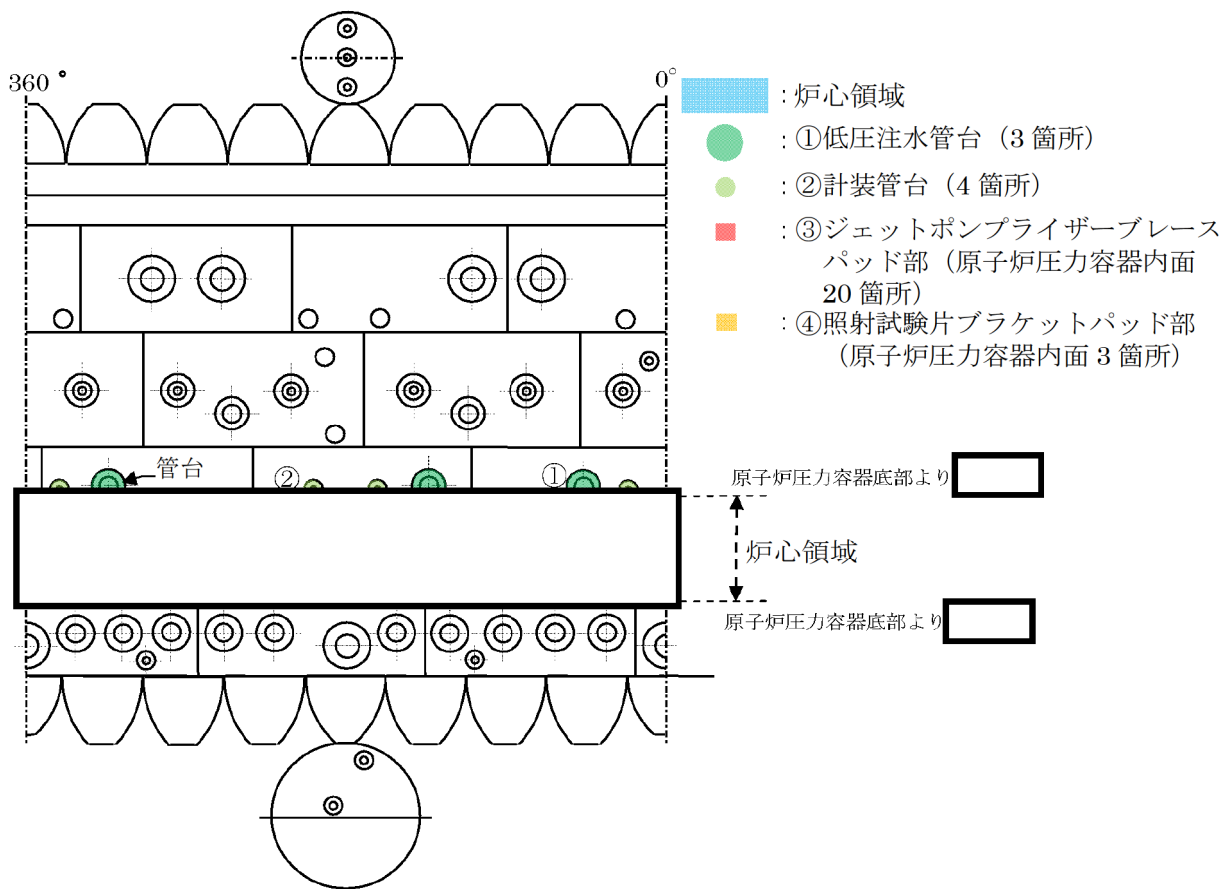 360°
0°
: 炉心領域
: ①低圧注水管台（3 箇所）
: ②計装管台（4 箇所）
: ③ジェットポンプライザーブレース
パッド部（原子炉圧力容器内面
20 箇所）
: ④照射試験片ブラケットパッド部
（原子炉圧力容器内面 3 箇所）
管台
②
①
原子炉圧力容器底部より
炉心領域
原子炉圧力容器底部より